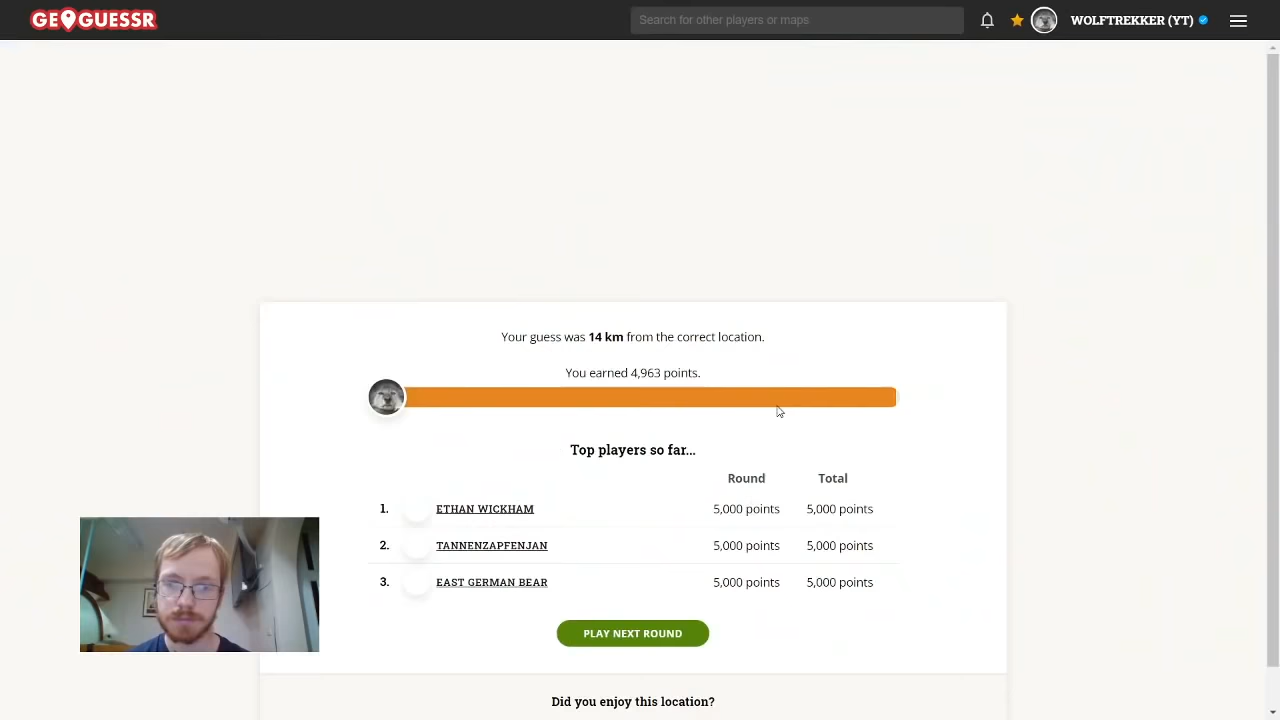 GEOGUESSR
Search for other players or maps
WOLFTREKKER (YT)
Your guess was 14 km from the correct location.
You earned 4,963 points.
Top players so far...
Round Total
1. ETHAN WICKHAM 5,000 points 5,000 points
2. TANNENZAPFENJAN 5,000 points 5,000 points
3. EAST GERMAN BEAR 5,000 points 5,000 points
PLAY NEXT ROUND
Did you enjoy this location?